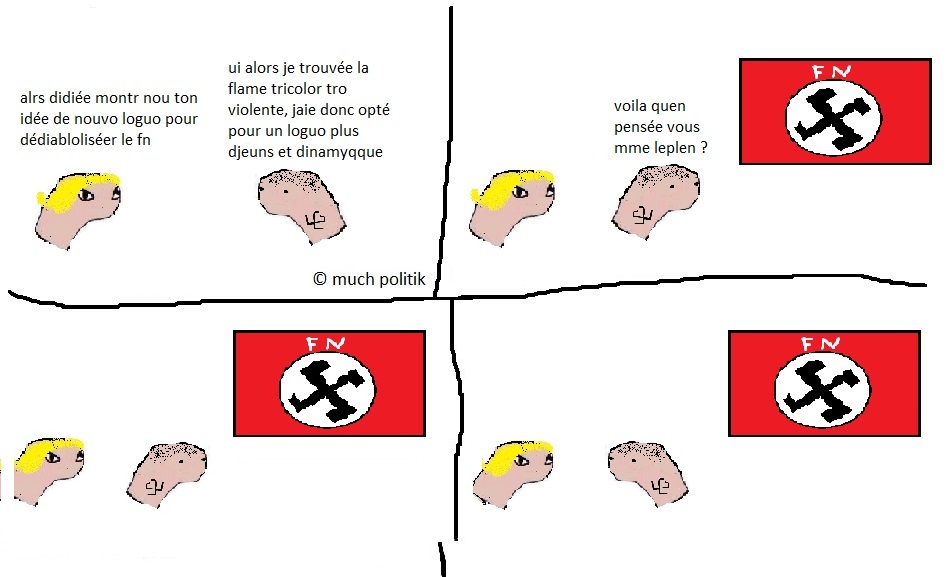 alrs didiée montr nou ton
idée de nouvo loguo pour
dédiabloliséer le fn
ui alors je trouvée la
flame tricolor tro
violente, jaie donc opté
pour un loguo plus
djeuns et dinamyqque
© much politik
voila quen
pensée vous
mme leplen ?
FN
FN
FN